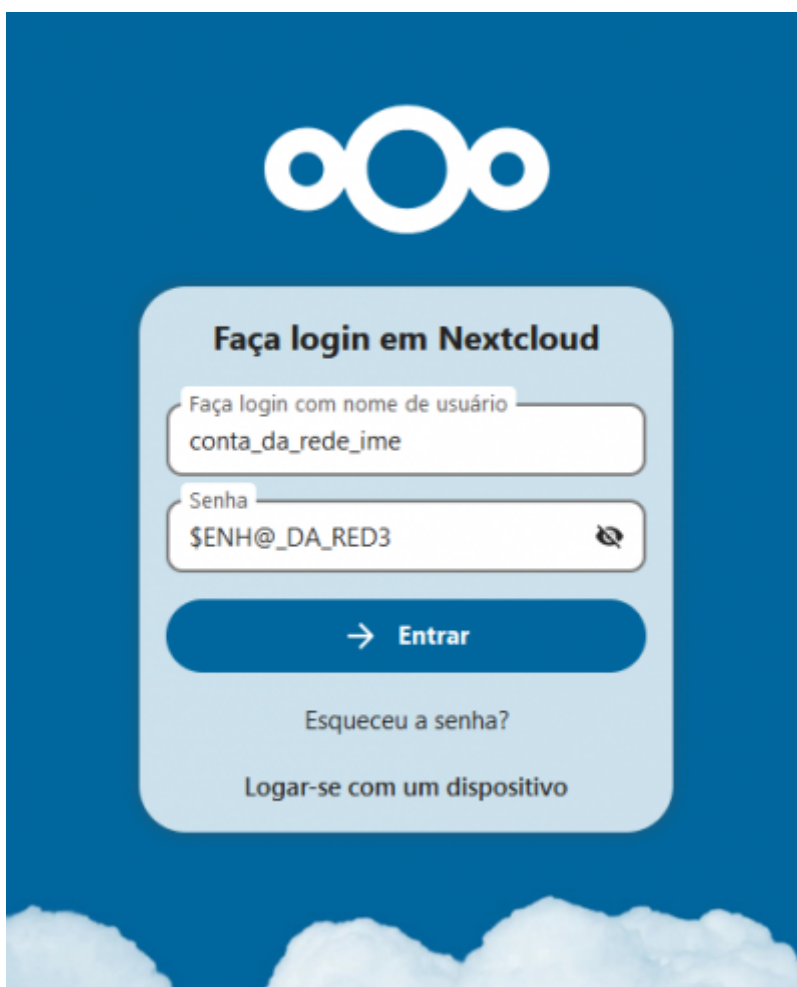 Faça login em Nextcloud
Faça login com nome de usuário
conta_da_rede_ime
Senha
$ENH@_DA_RED3
Entrar
Esqueceu a senha?
Logar-se com um dispositivo